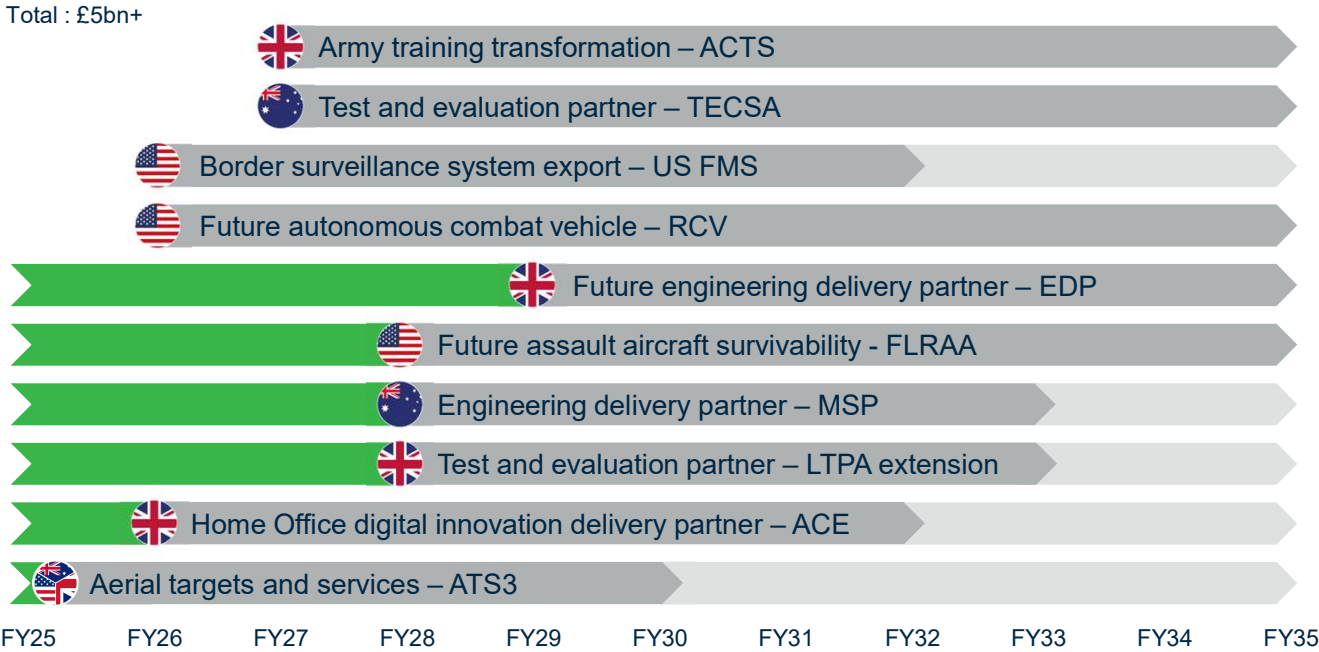 Total : £5bn+
Army training transformation – ACTS
Test and evaluation partner – TECSA
Border surveillance system export – US FMS
Future autonomous combat vehicle – RCV
Future engineering delivery partner – EDP
Future assault aircraft survivability - FLRAA
Engineering delivery partner – MSP
Test and evaluation partner – LTPA extension
Home Office digital innovation delivery partner – ACE
Aerial targets and services – ATS3
FY25 FY26 FY27 FY28 FY29 FY30 FY31 FY32 FY33 FY34 FY35